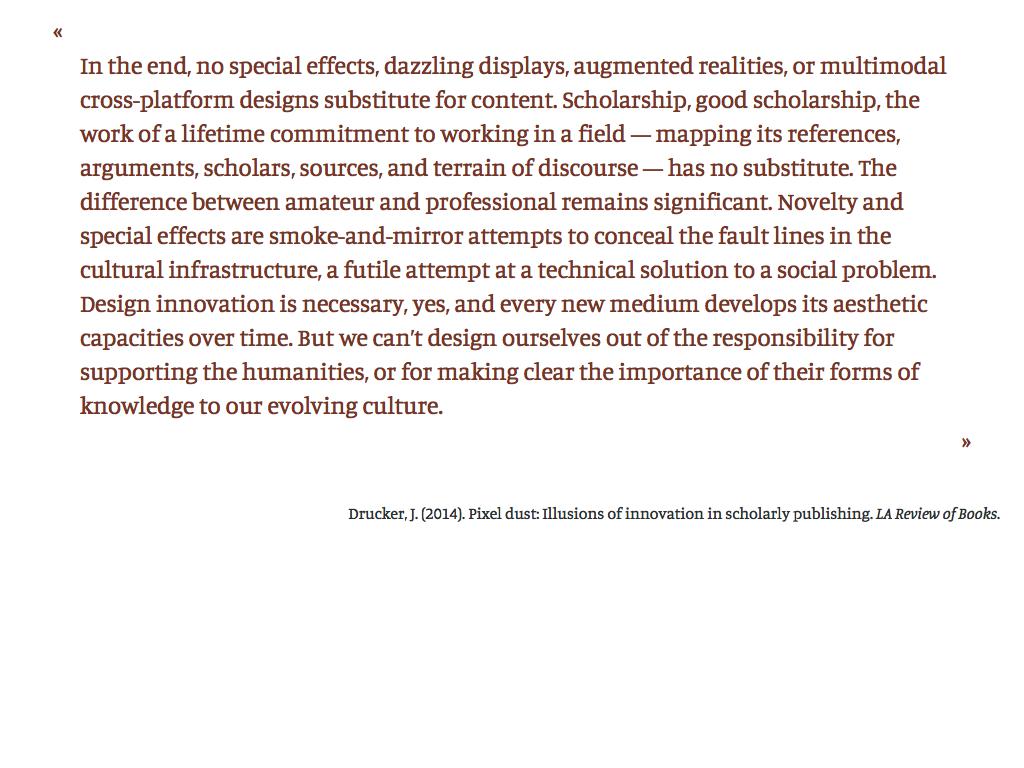 «
In the end, no special effects, dazzling displays, augmented realities, or multimodal
cross-platform designs substitute for content. Scholarship, good scholarship, the
work of a lifetime commitment to working in a field — mapping its references,
arguments, scholars, sources, and terrain of discourse — has no substitute. The
difference between amateur and professional remains significant. Novelty and
special effects are smoke-and-mirror attempts to conceal the fault lines in the
cultural infrastructure, a futile attempt at a technical solution to a social problem.
Design innovation is necessary, yes, and every new medium develops its aesthetic
capacities over time. But we can’t design ourselves out of the responsibility for
supporting the humanities, or for making clear the importance of their forms of
knowledge to our evolving culture.
»
Drucker, J. (2014). Pixel dust: Illusions of innovation in scholarly publishing. LA Review of Books.